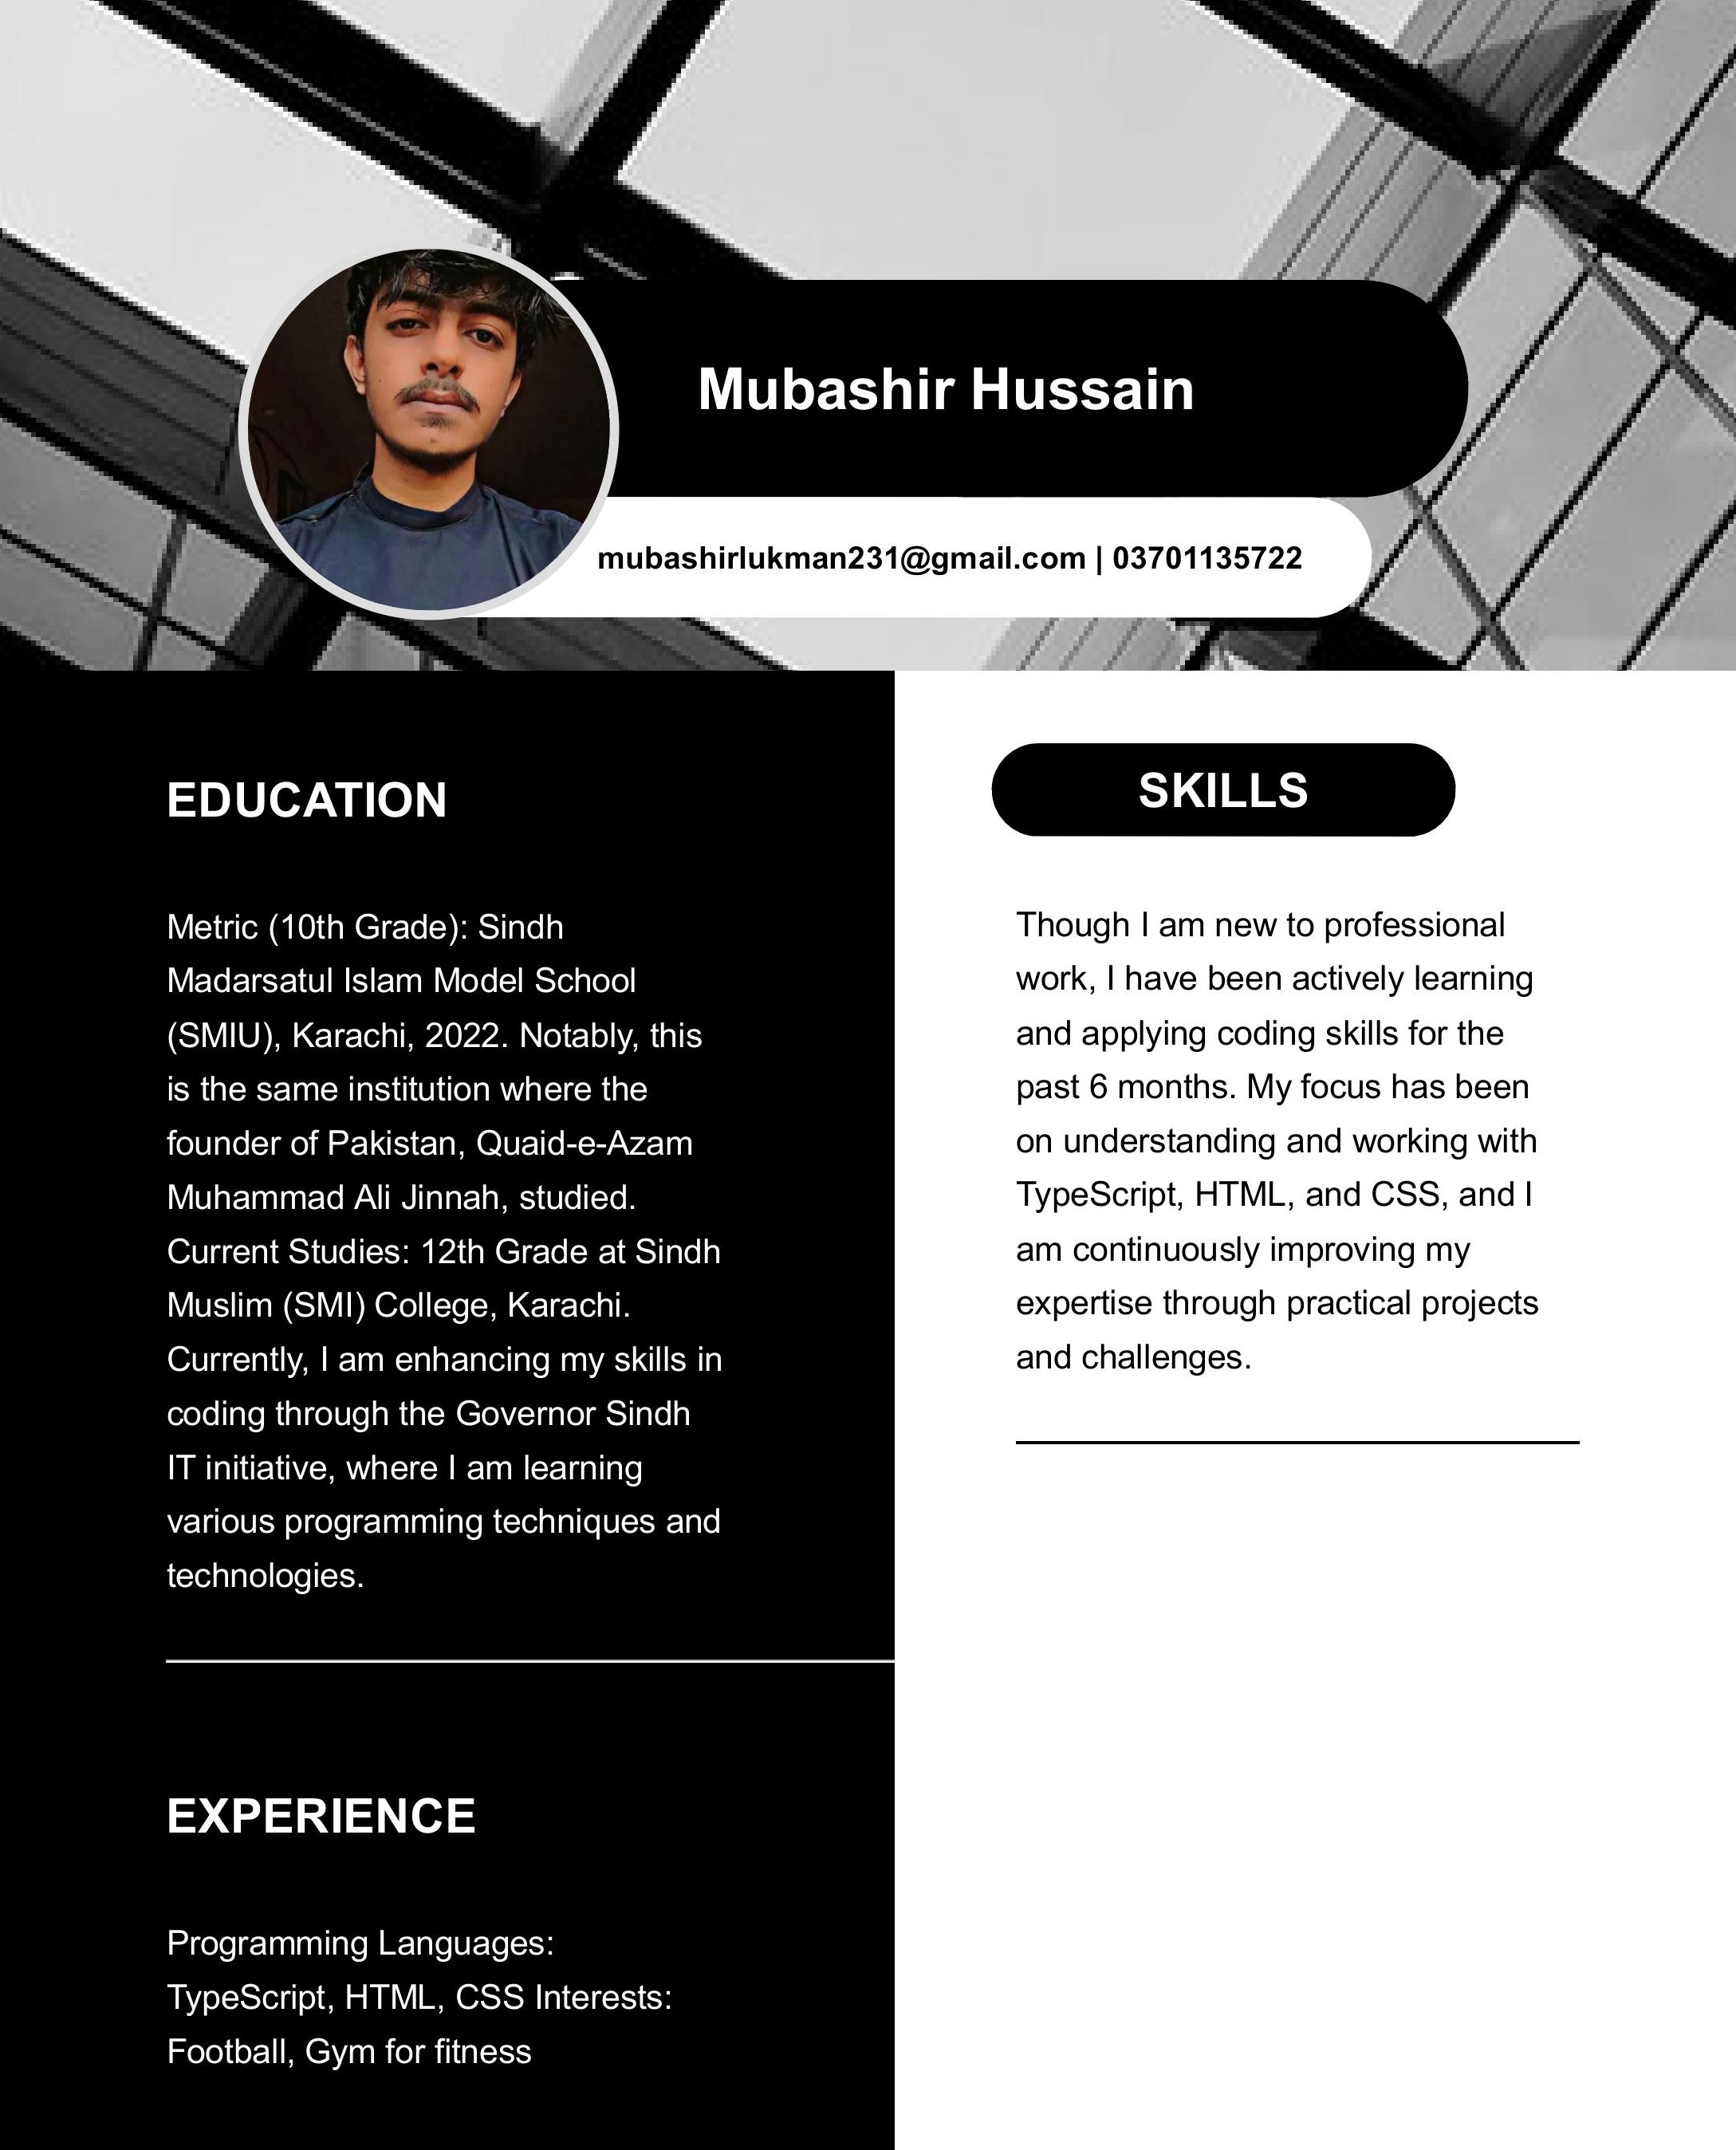 Mubashir Hussain
mubashirlukman231@gmail.com | 03701135722
EDUCATION
Metric (10th Grade): Sindh
Madarsatul Islam Model School
(SMIU), Karachi, 2022. Notably, this
is the same institution where the
founder of Pakistan, Quaid-e-Azam
Muhammad Ali Jinnah, studied.
Current Studies: 12th Grade at Sindh
Muslim (SMI) College, Karachi.
Currently, I am enhancing my skills in
coding through the Governor Sindh
IT initiative, where I am learning
various programming techniques and
technologies.
EXPERIENCE
Programming Languages:
TypeScript, HTML, CSS Interests:
Football, Gym for fitness
SKILLS
Though I am new to professional
work, I have been actively learning
and applying coding skills for the
past 6 months. My focus has been
on understanding and working with
TypeScript, HTML, and CSS, and I
am continuously improving my
expertise through practical projects
and challenges.